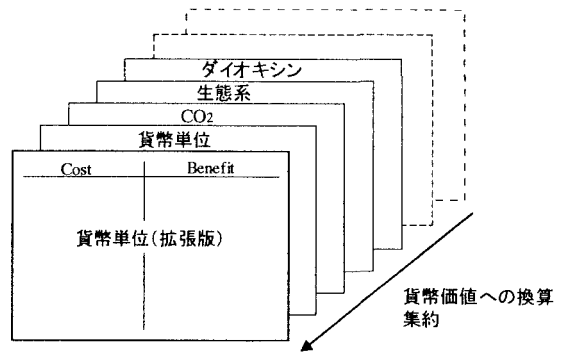 ダイオキシン
生態系
CO2
貨幣単位
Cost Benefit
貨幣単位(拡張版)
貨幣価値への換算
集約